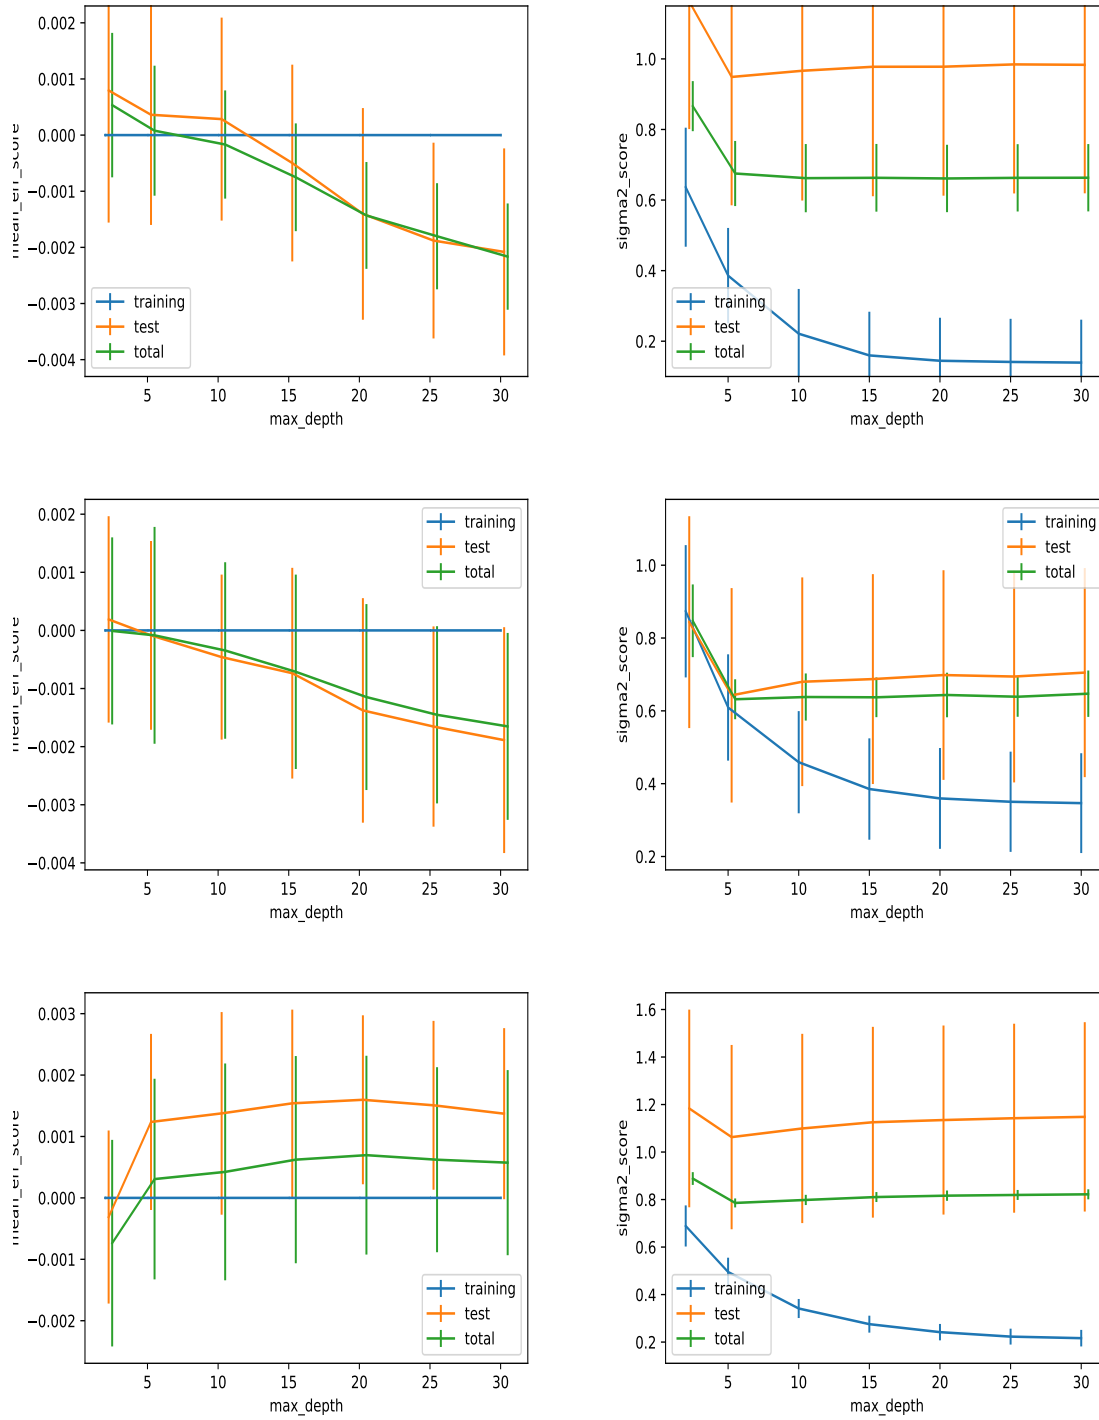 0.002
0.001
0.000
−0.001
−0.002
−0.003
−0.004
mean_err_score
training
test
total
5 10 15 20 25 30
max_depth
1.0
0.8
0.6
0.4
0.2
sigma2_score
training
test
total
5 10 15 20 25 30
max_depth
0.002
0.001
0.000
−0.001
−0.002
−0.003
−0.004
mean_err_score
training
test
total
5 10 15 20 25 30
max_depth
1.0
0.8
0.6
0.4
0.2
sigma2_score
training
test
total
5 10 15 20 25 30
max_depth
0.003
0.002
0.001
0.000
−0.001
−0.002
mean_err_score
training
test
total
5 10 15 20 25 30
max_depth
1.6
1.4
1.2
1.0
0.8
0.6
0.4
0.2
sigma2_score
training
test
total
5 10 15 20 25 30
max_depth